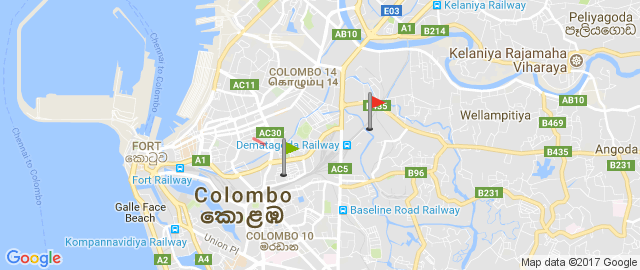 Kelaniya Railway
E03
Peliyagoda
පෑලියගොඩ
AB10
A1
B214
Kelaniya Rajamaha
Viharaya
Chennai to Colombo
COLOMBO 14
கொழும்பு 14
AC11
B435
AB10
Wellampitiya
B469
AC30
Chennai to Colombo
FORT
කොටුව
Dematagoda Railway
A1
B435
Angoda
Fort Railway
AC5
B96
B231
B231
Colombo
කොළඹ
Galle Face
Beach
Baseline Road Railway
Kompannavidiya Railway
Union Pl
COLOMBO 10
මරදාන
A2
A4
Google
Map data ©2017 Google